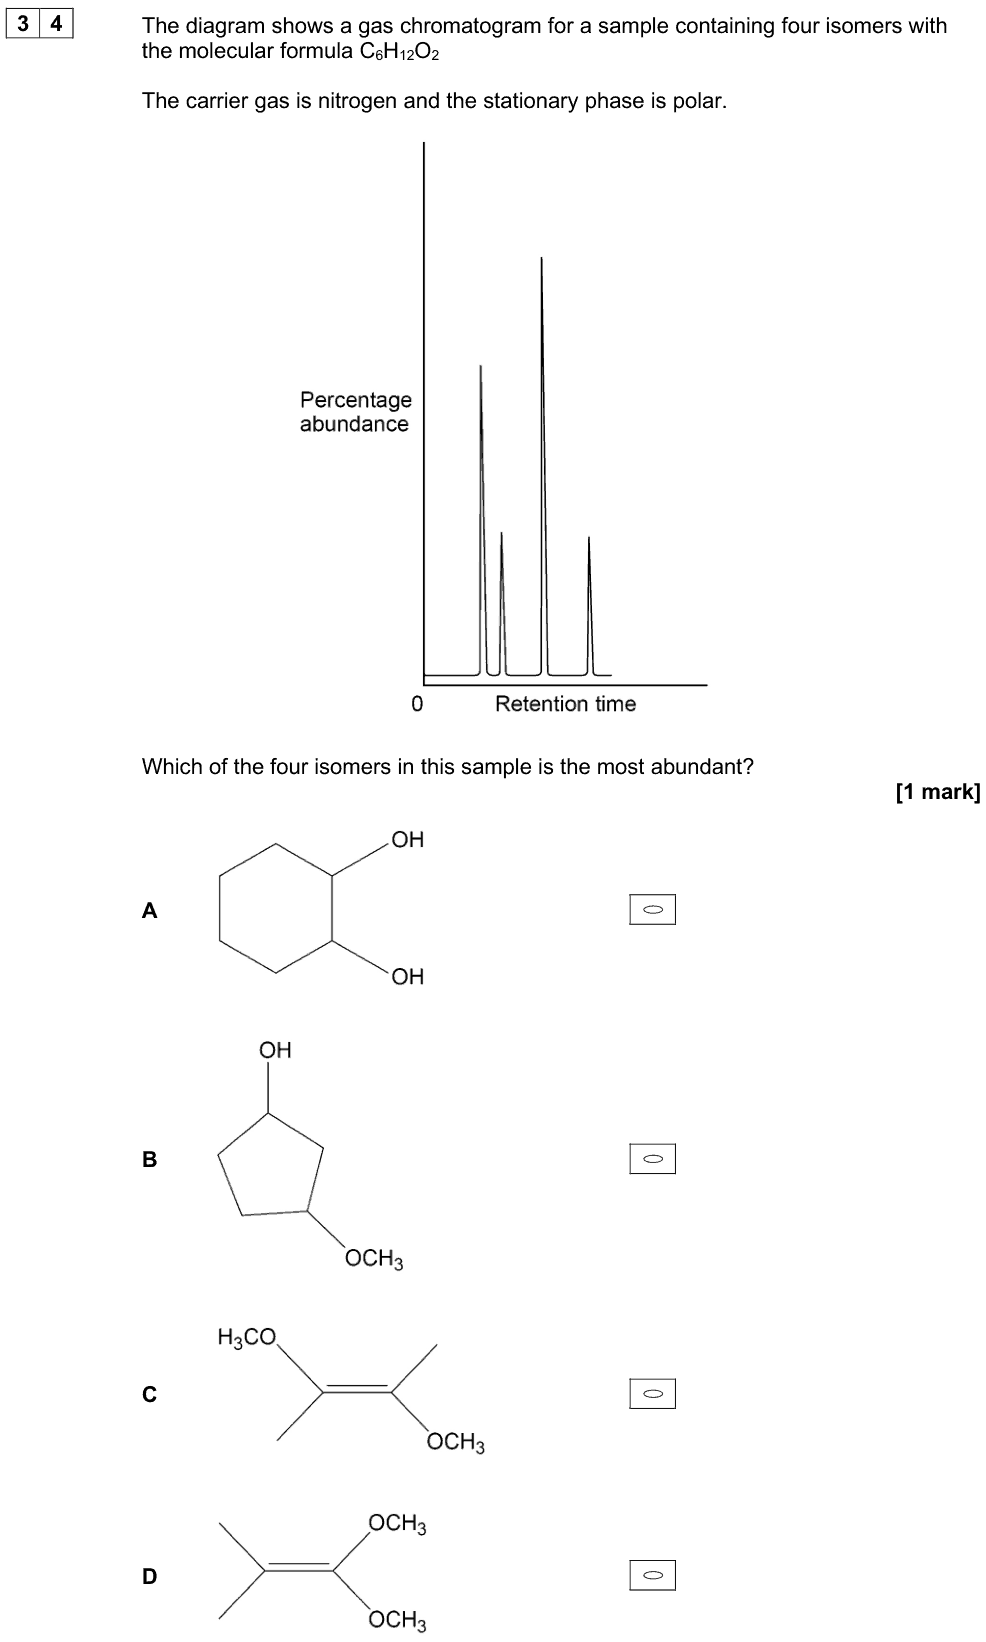 3 4
The diagram shows a gas chromatogram for a sample containing four isomers with
the molecular formula C₆H₁₂O₂
The carrier gas is nitrogen and the stationary phase is polar.
Percentage
abundance
0
Retention time
Which of the four isomers in this sample is the most abundant?
[1 mark]
A
OH
OH
B
OH
OCH₃
C
H₃CO
OCH₃
D
OCH₃
OCH₃